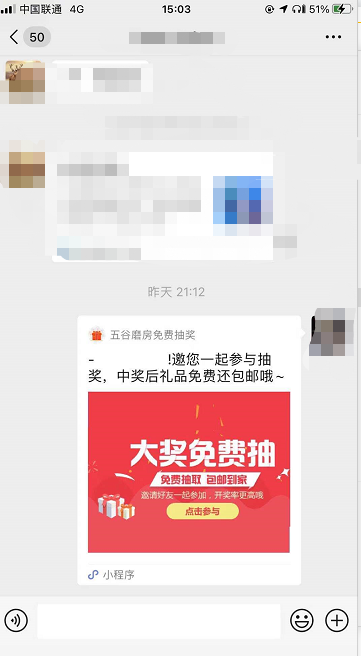 中国联通 4G 15:03 51%
50
昨天 21:12
五谷磨房免费抽奖
- !邀您一起参与抽
奖，中奖后礼品免费还包邮哦~
大奖免费抽
免费抽取 包邮到家
邀请好友一起参加，开奖率更高哦
点击参与
小程序